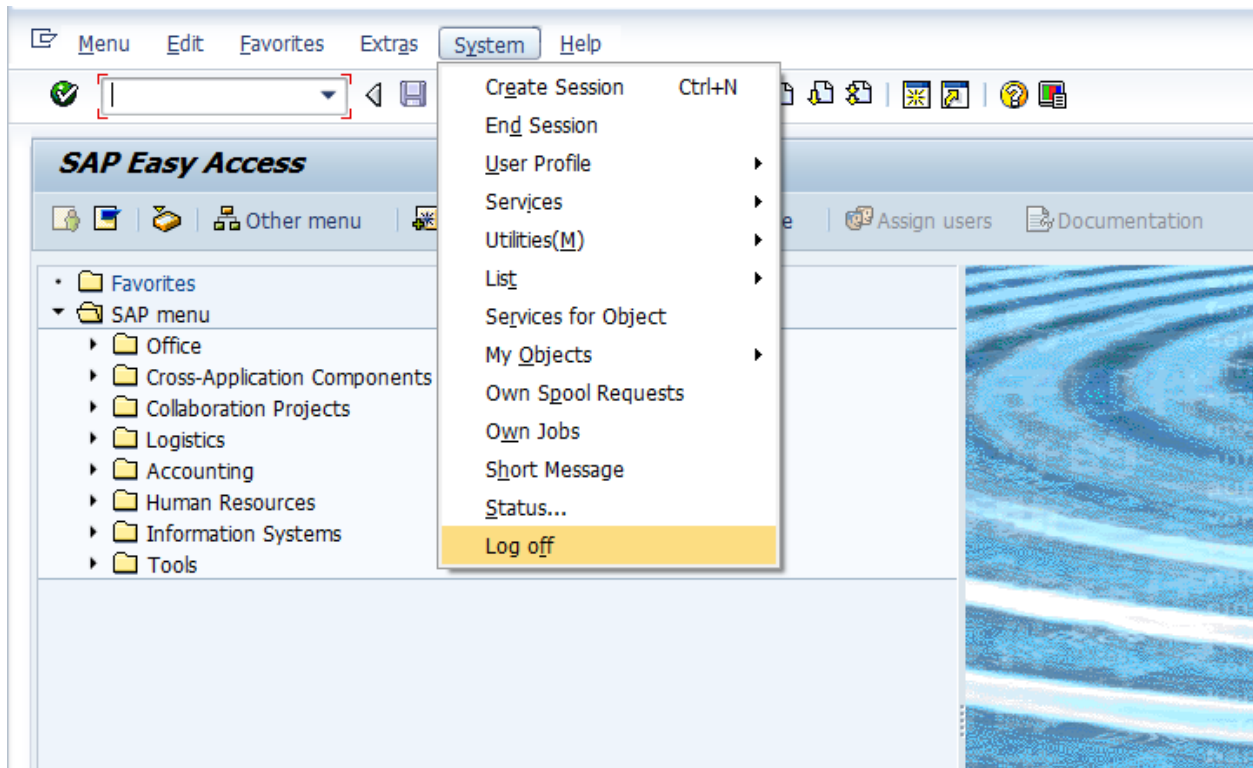 Menu Edit Favorites Extras System Help
Create Session Ctrl+N
End Session
User Profile
Services
Utilities(M)
List
Services for Object
My Objects
Own Spool Requests
Own Jobs
Short Message
Status...
Log off
SAP Easy Access
Other menu
Assign users Documentation
Favorites
SAP menu
Office
Cross-Application Components
Collaboration Projects
Logistics
Accounting
Human Resources
Information Systems
Tools